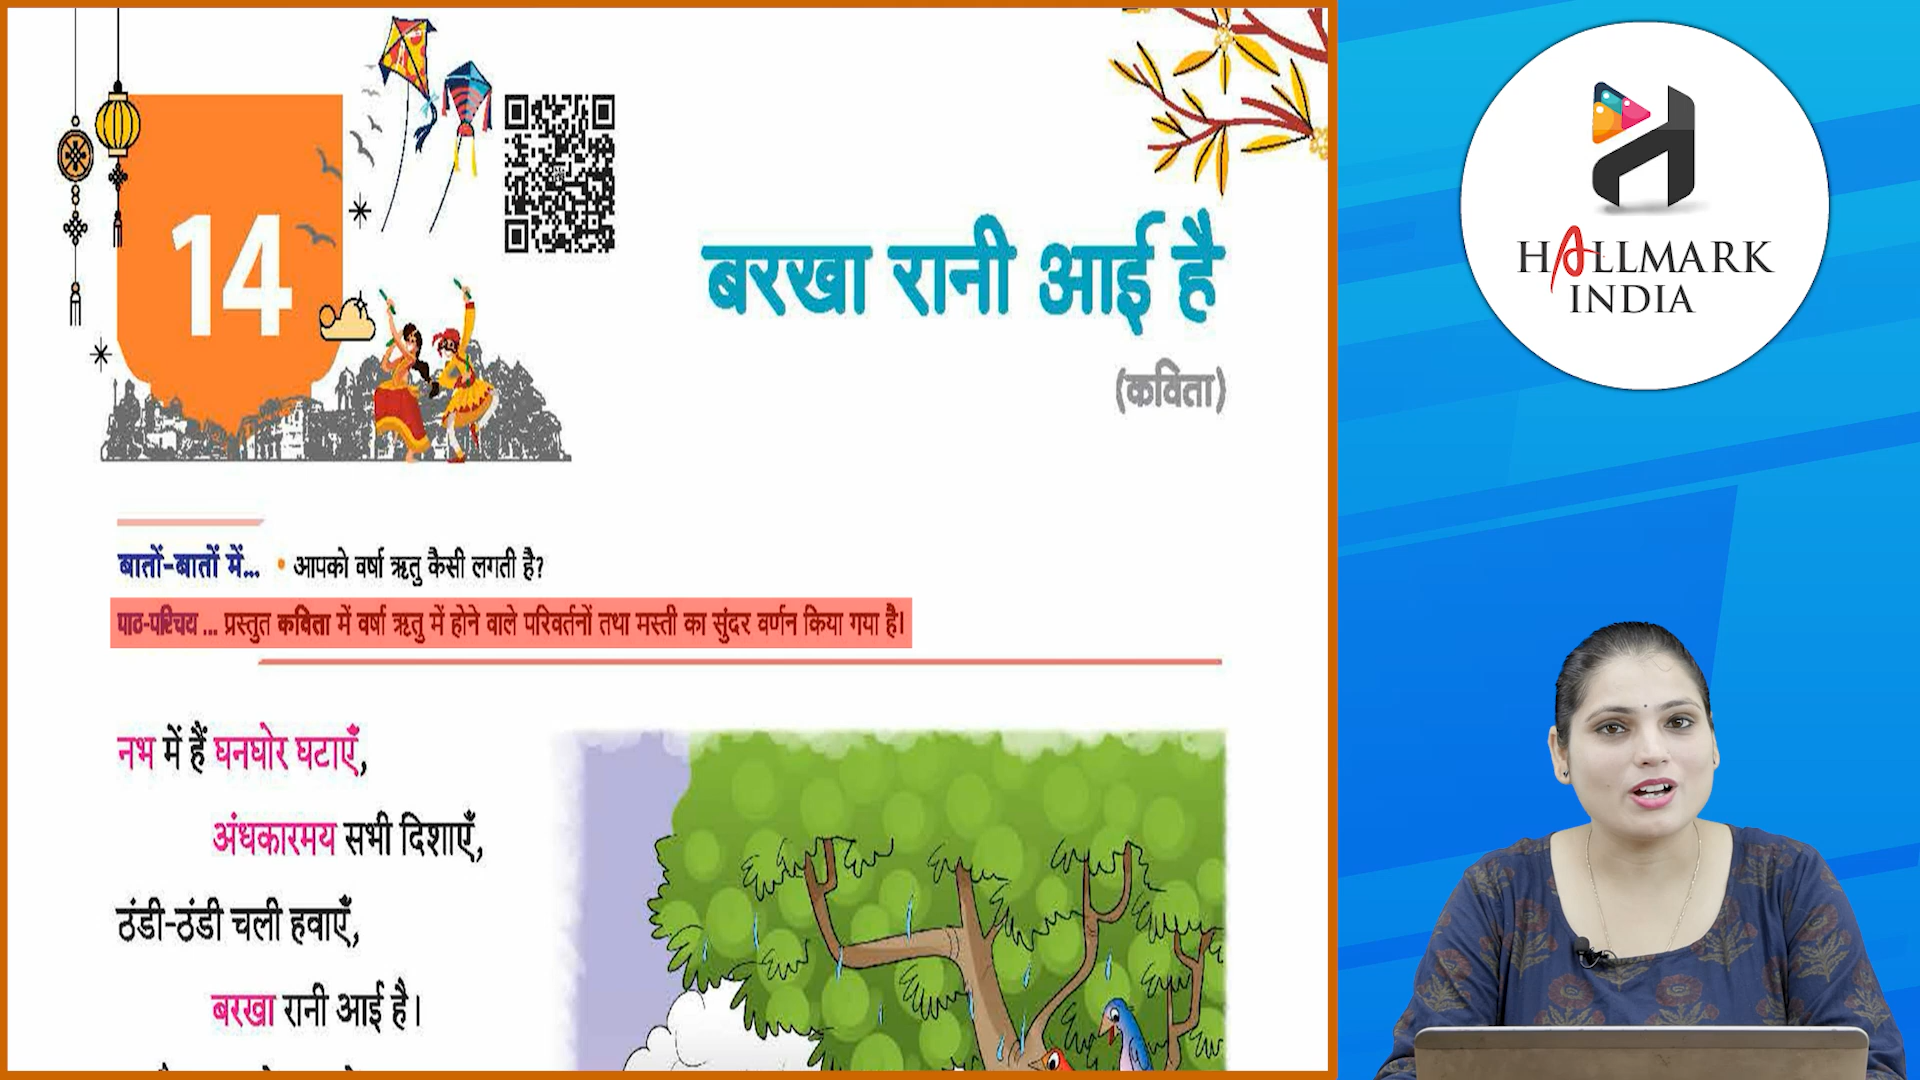 14
बरखा रानी आई है
(कविता)
बातों-बातों में... • आपको वर्षा ऋतु कैसी लगती है?
पाठ-परिचय ... प्रस्तुत कविता में वर्षा ऋतु में होने वाले परिवर्तनों तथा मस्ती का सुंदर वर्णन किया गया है।
नभ में हैं घनघोर घटाएँ,
अंधकारमय सभी दिशाएँ,
ठंडी-ठंडी चली हवाएँ,
बरखा रानी आई है।
HALLMARK
INDIA